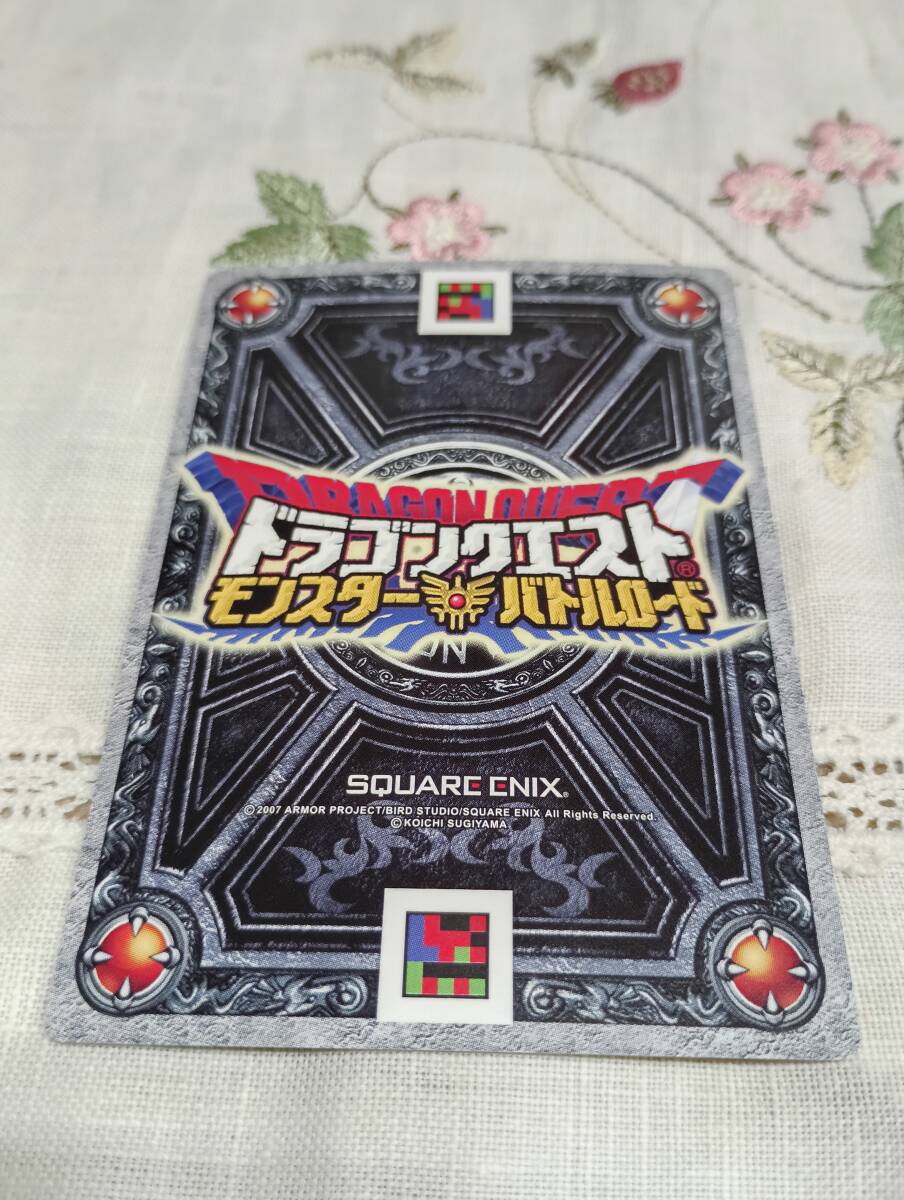 DRAGON QUEST
ドラゴンクエスト®
モンスターバトルロード
SQUARE ENIX®
© 2007 ARMOR PROJECT/BIRD STUDIO/SQUARE ENIX All Rights Reserved.
© KOICHI SUGIYAMA